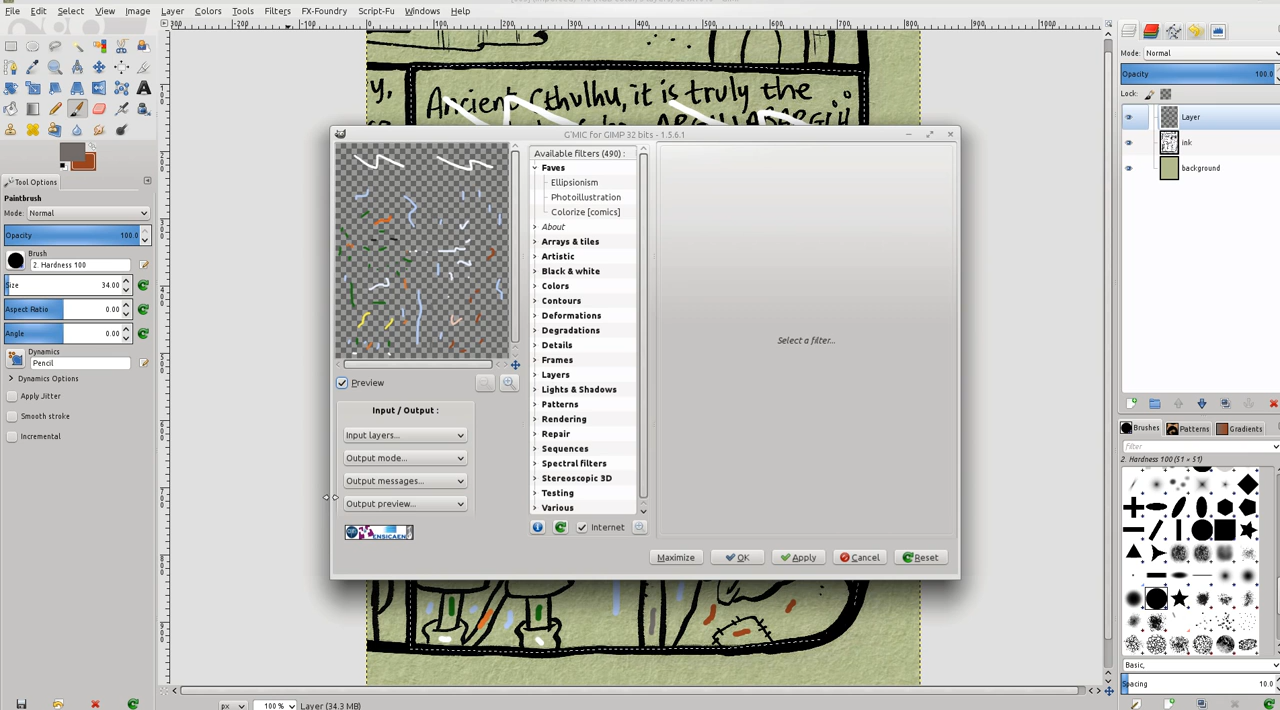 File Edit Select View Image Layer Colors Tools Filters FX-Foundry Script-Fu Windows Help
Mode: Normal
Opacity 100.0
Lock:
Layer
ink
background
y,
Ancient Cthulhu, it is truly the
G'MIC for GIMP 32 bits - 1.5.6.1
Tool Options
Paintbrush
Mode: Normal
Opacity 100.0
Brush
2. Hardness 100
Size 34.00
Aspect Ratio 0.00
Angle 0.00
Dynamics
Pencil
Dynamics Options
Apply Jitter
Smooth stroke
Incremental
Preview
Input / Output :
Input layers...
Output mode...
Output messages...
Output preview...
ENSICAEN
Available filters (490) :
Faves
Ellipsionism
Photoillustration
Colorize [comics]
About
Arrays & tiles
Artistic
Black & white
Colors
Contours
Deformations
Degradations
Details
Frames
Layers
Lights & Shadows
Patterns
Rendering
Repair
Sequences
Spectral filters
Stereoscopic 3D
Testing
Various
Internet
Select a filter...
Maximize OK Apply Cancel Reset
Brushes Patterns Gradients
Filter
2. Hardness 100 (51 × 51)
Basic,
Spacing 10.0
px 100 % Layer (34.3 MB)